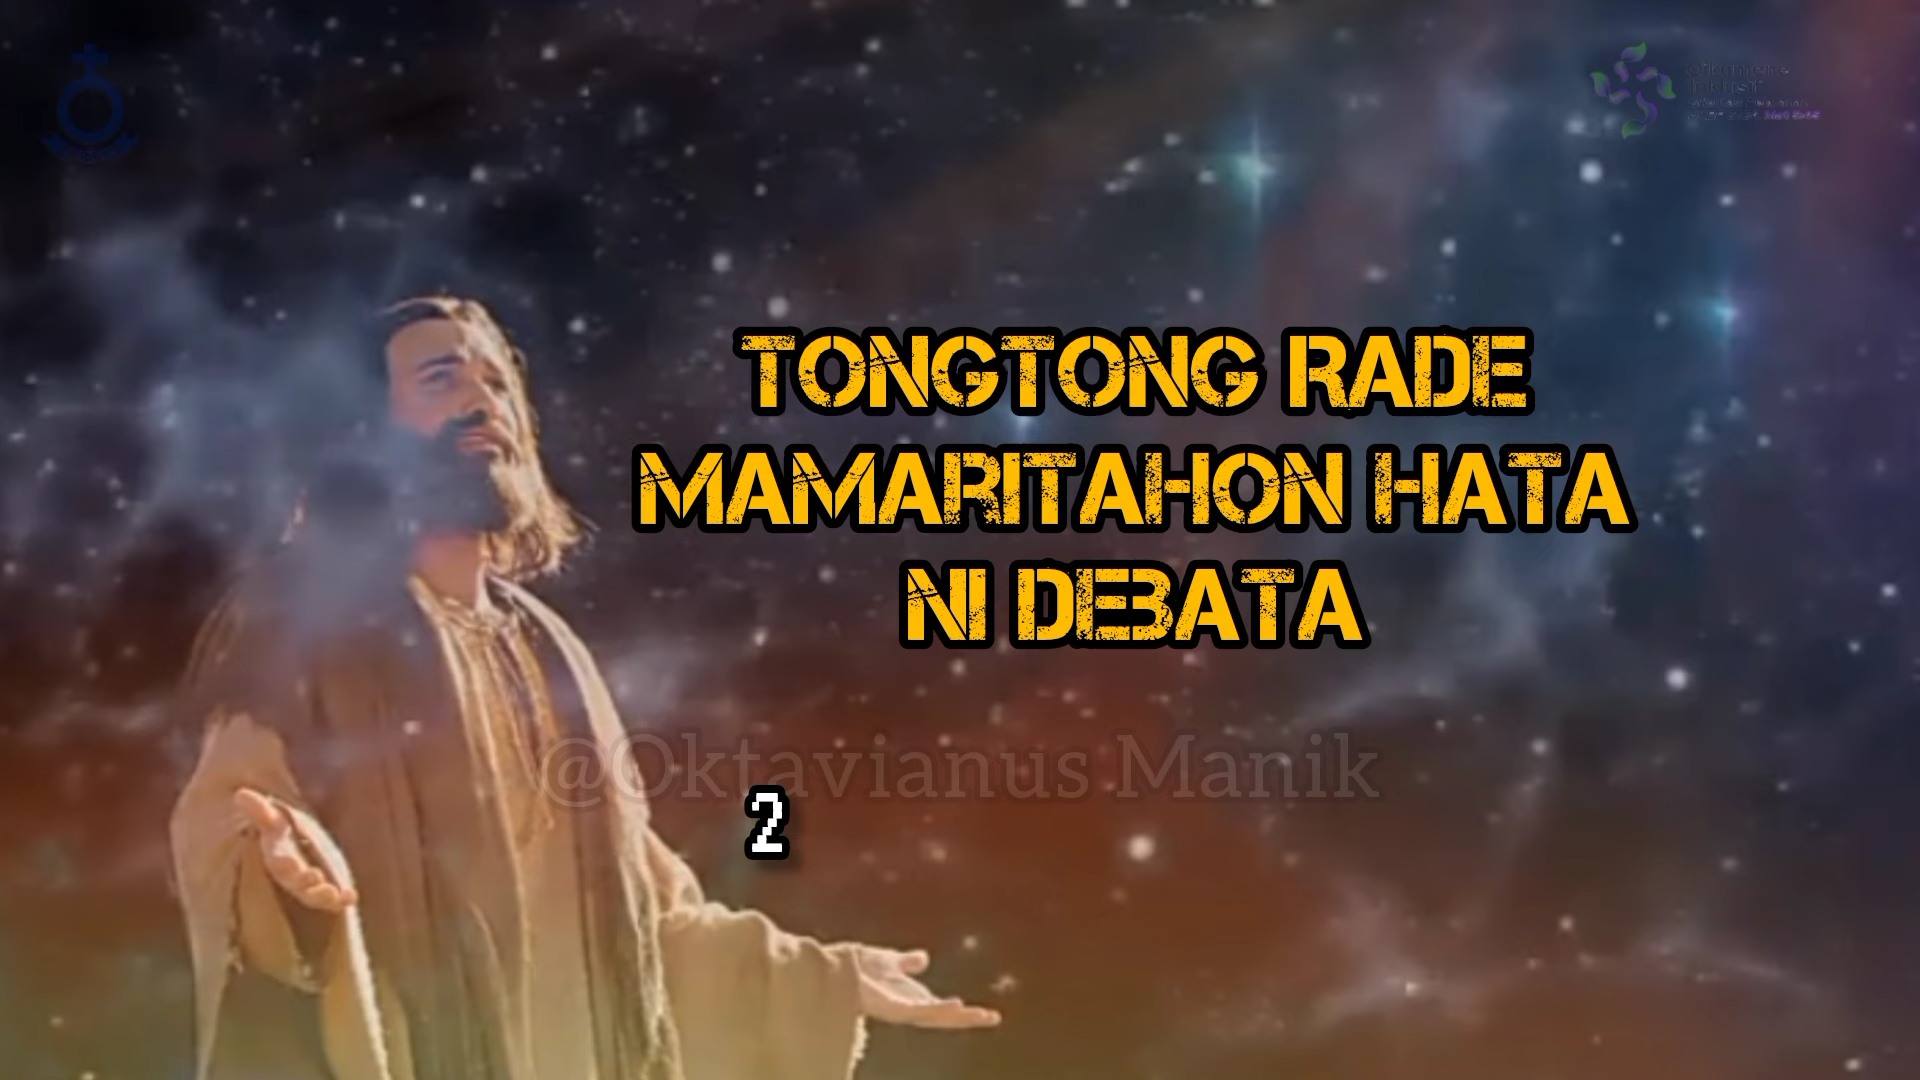 TONGTONG RADE
MAMARITAHON HATA
NI DEBATA
@Oktavianus Manik
2